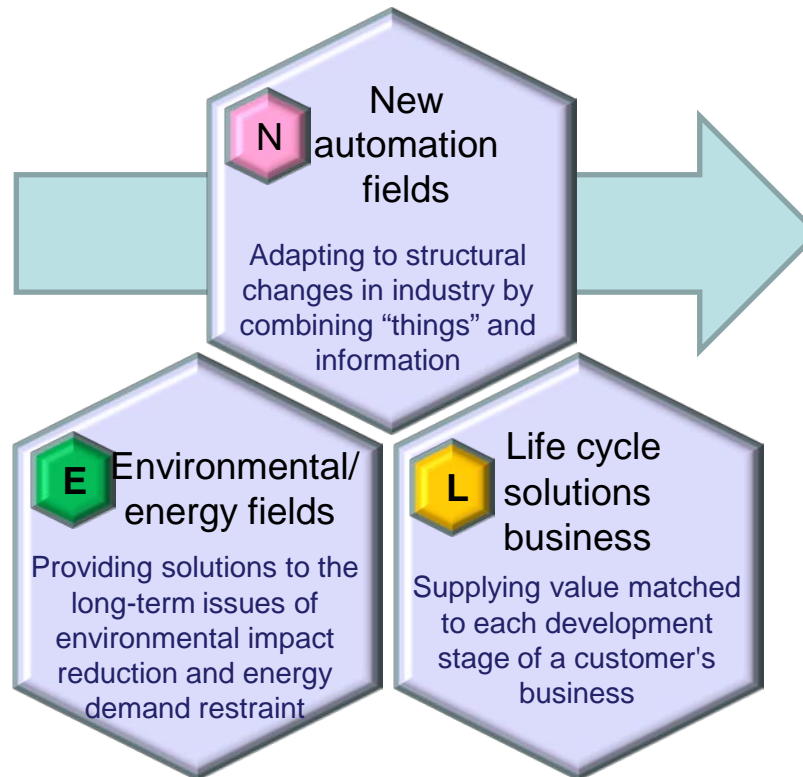 N
New
automation
fields
Adapting to structural
changes in industry by
combining “things” and
information
E
Environmental/
energy fields
Providing solutions to the
long-term issues of
environmental impact
reduction and energy
demand restraint
L
Life cycle
solutions
business
Supplying value matched
to each development
stage of a customer's
business